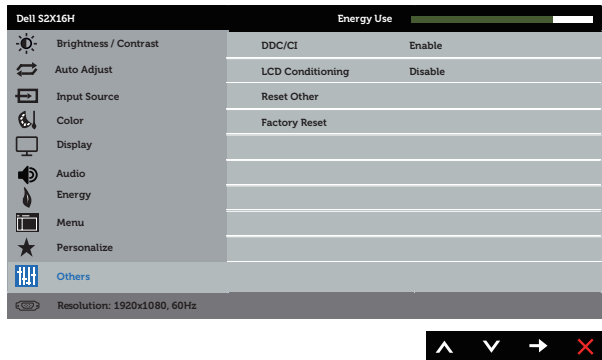 Dell S2X16H Energy Use
Brightness / Contrast DDC/CI Enable
Auto Adjust LCD Conditioning Disable
Input Source Reset Other
Color Factory Reset
Display
Audio
Energy
Menu
Personalize
Others
Resolution: 1920x1080, 60Hz